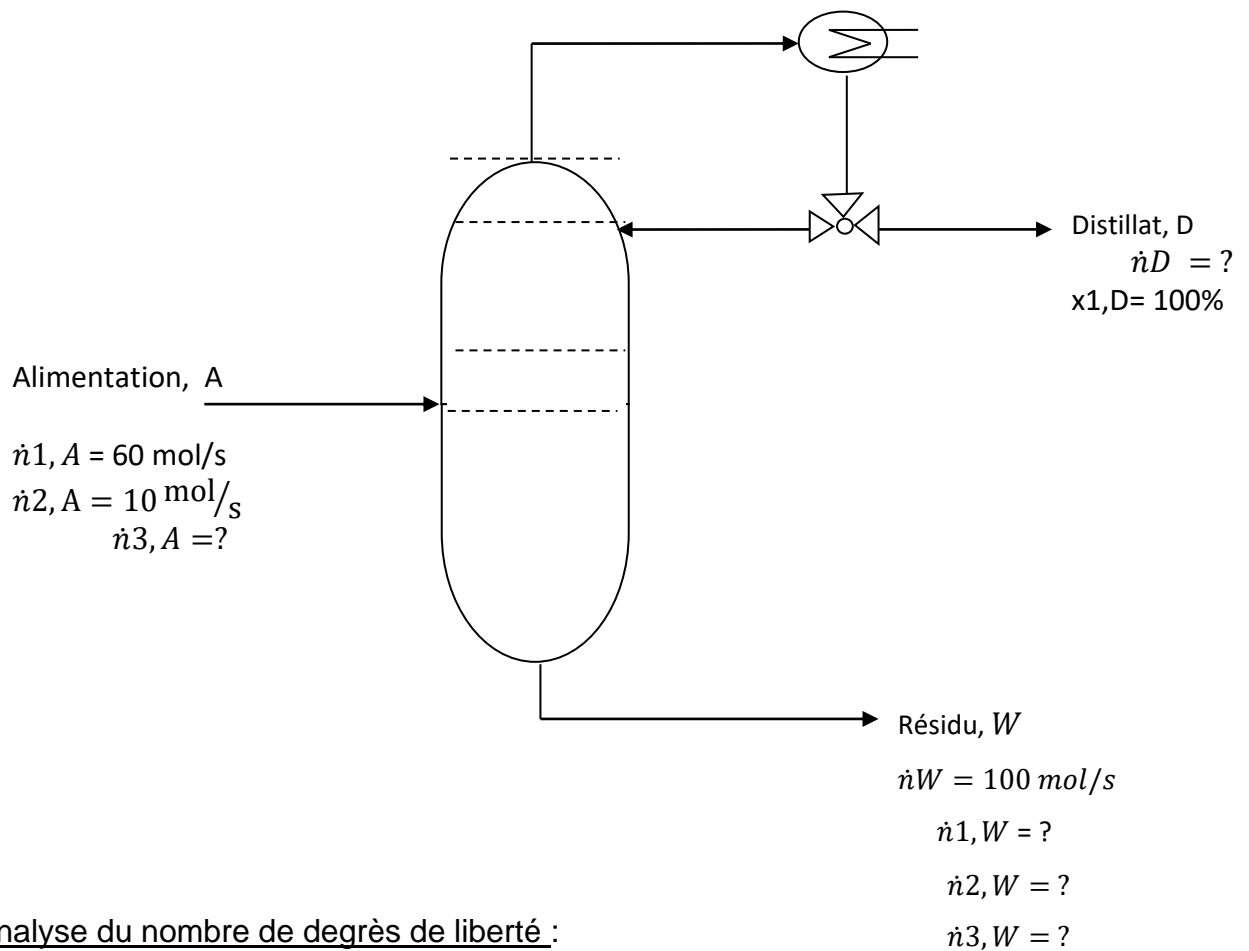 Distillat, D
ṅD = ?
x1,D= 100%
Alimentation, A
ṅ1, A = 60 mol/s
ṅ2, A = 10 mol/s
ṅ3, A =?
Résidu, W
ṅW = 100 mol/s
ṅ1, W = ?
ṅ2, W = ?
ṅ3, W = ?
nalyse du nombre de degrès de liberté :